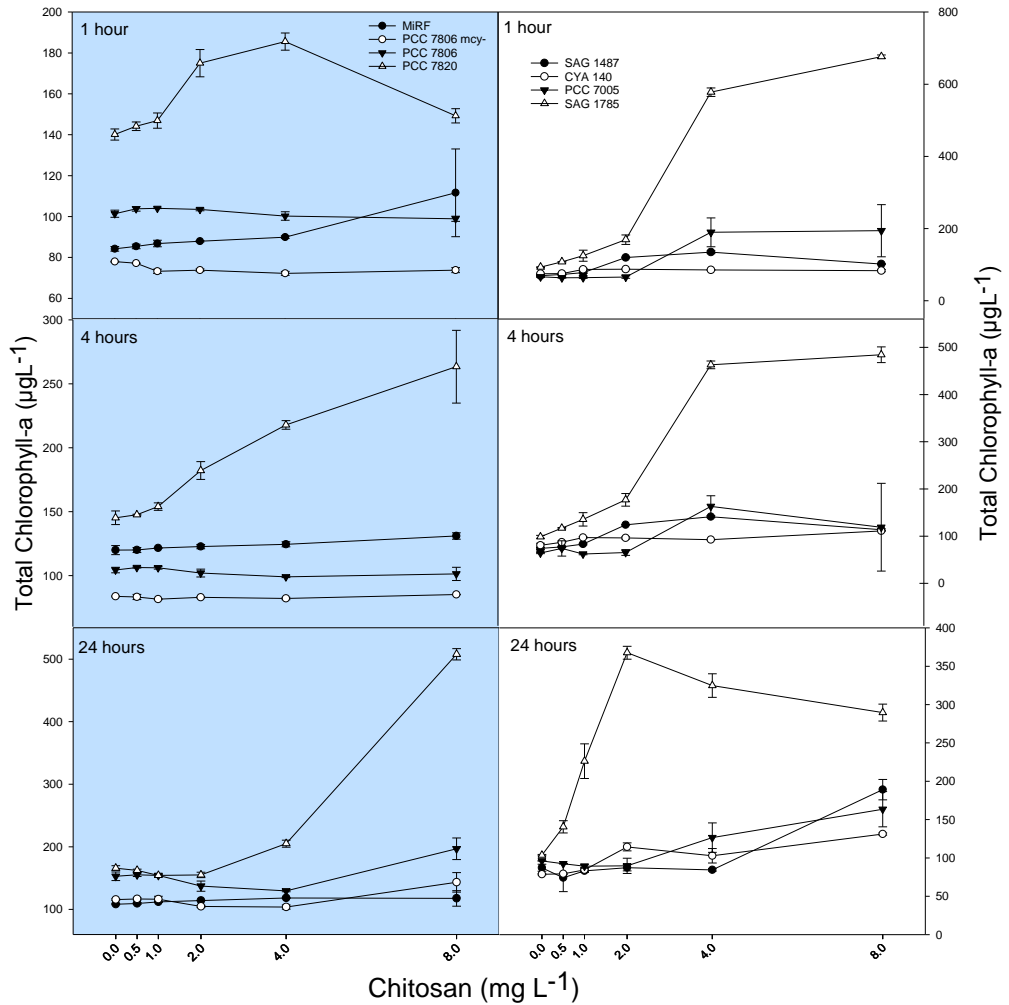 1 hour
MiRF
PCC 7806 mcy-
PCC 7806
PCC 7820
200
180
160
140
120
100
80
60
1 hour
SAG 1487
CYA 140
PCC 7005
SAG 1785
800
600
400
200
0
4 hours
300
250
200
150
100
4 hours
500
400
300
200
100
0
24 hours
500
400
300
200
100
24 hours
400
350
300
250
200
150
100
50
0
Total Chlorophyll-a (µgL-1)
Total Chlorophyll-a (µgL-1)
0.0 0.5 1.0 2.0 4.0 8.0
0.0 0.5 1.0 2.0 4.0 8.0
Chitosan (mg L-1)